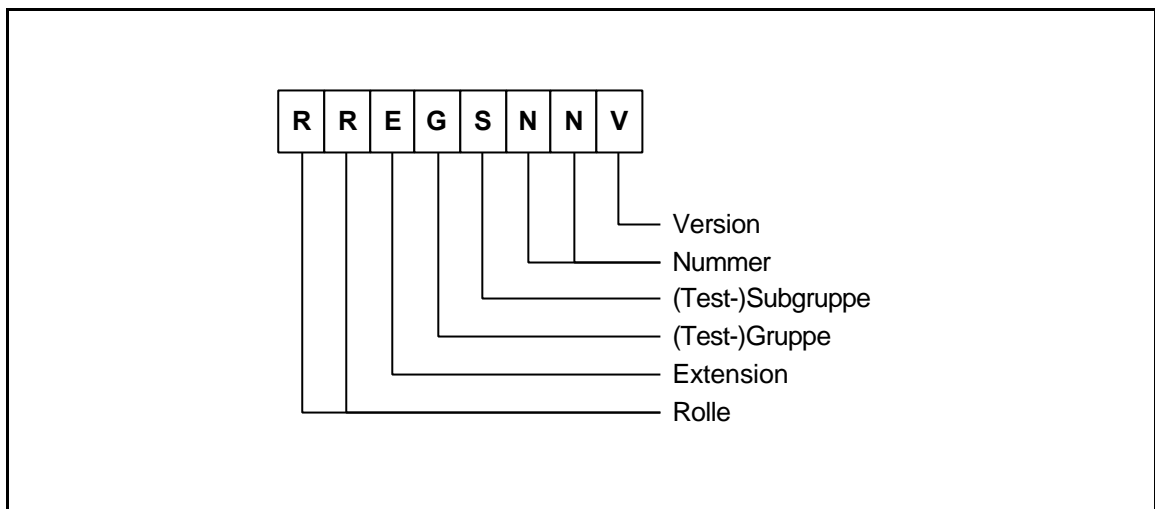 R R E G S N N V
Version
Nummer
(Test-)Subgruppe
(Test-)Gruppe
Extension
Rolle